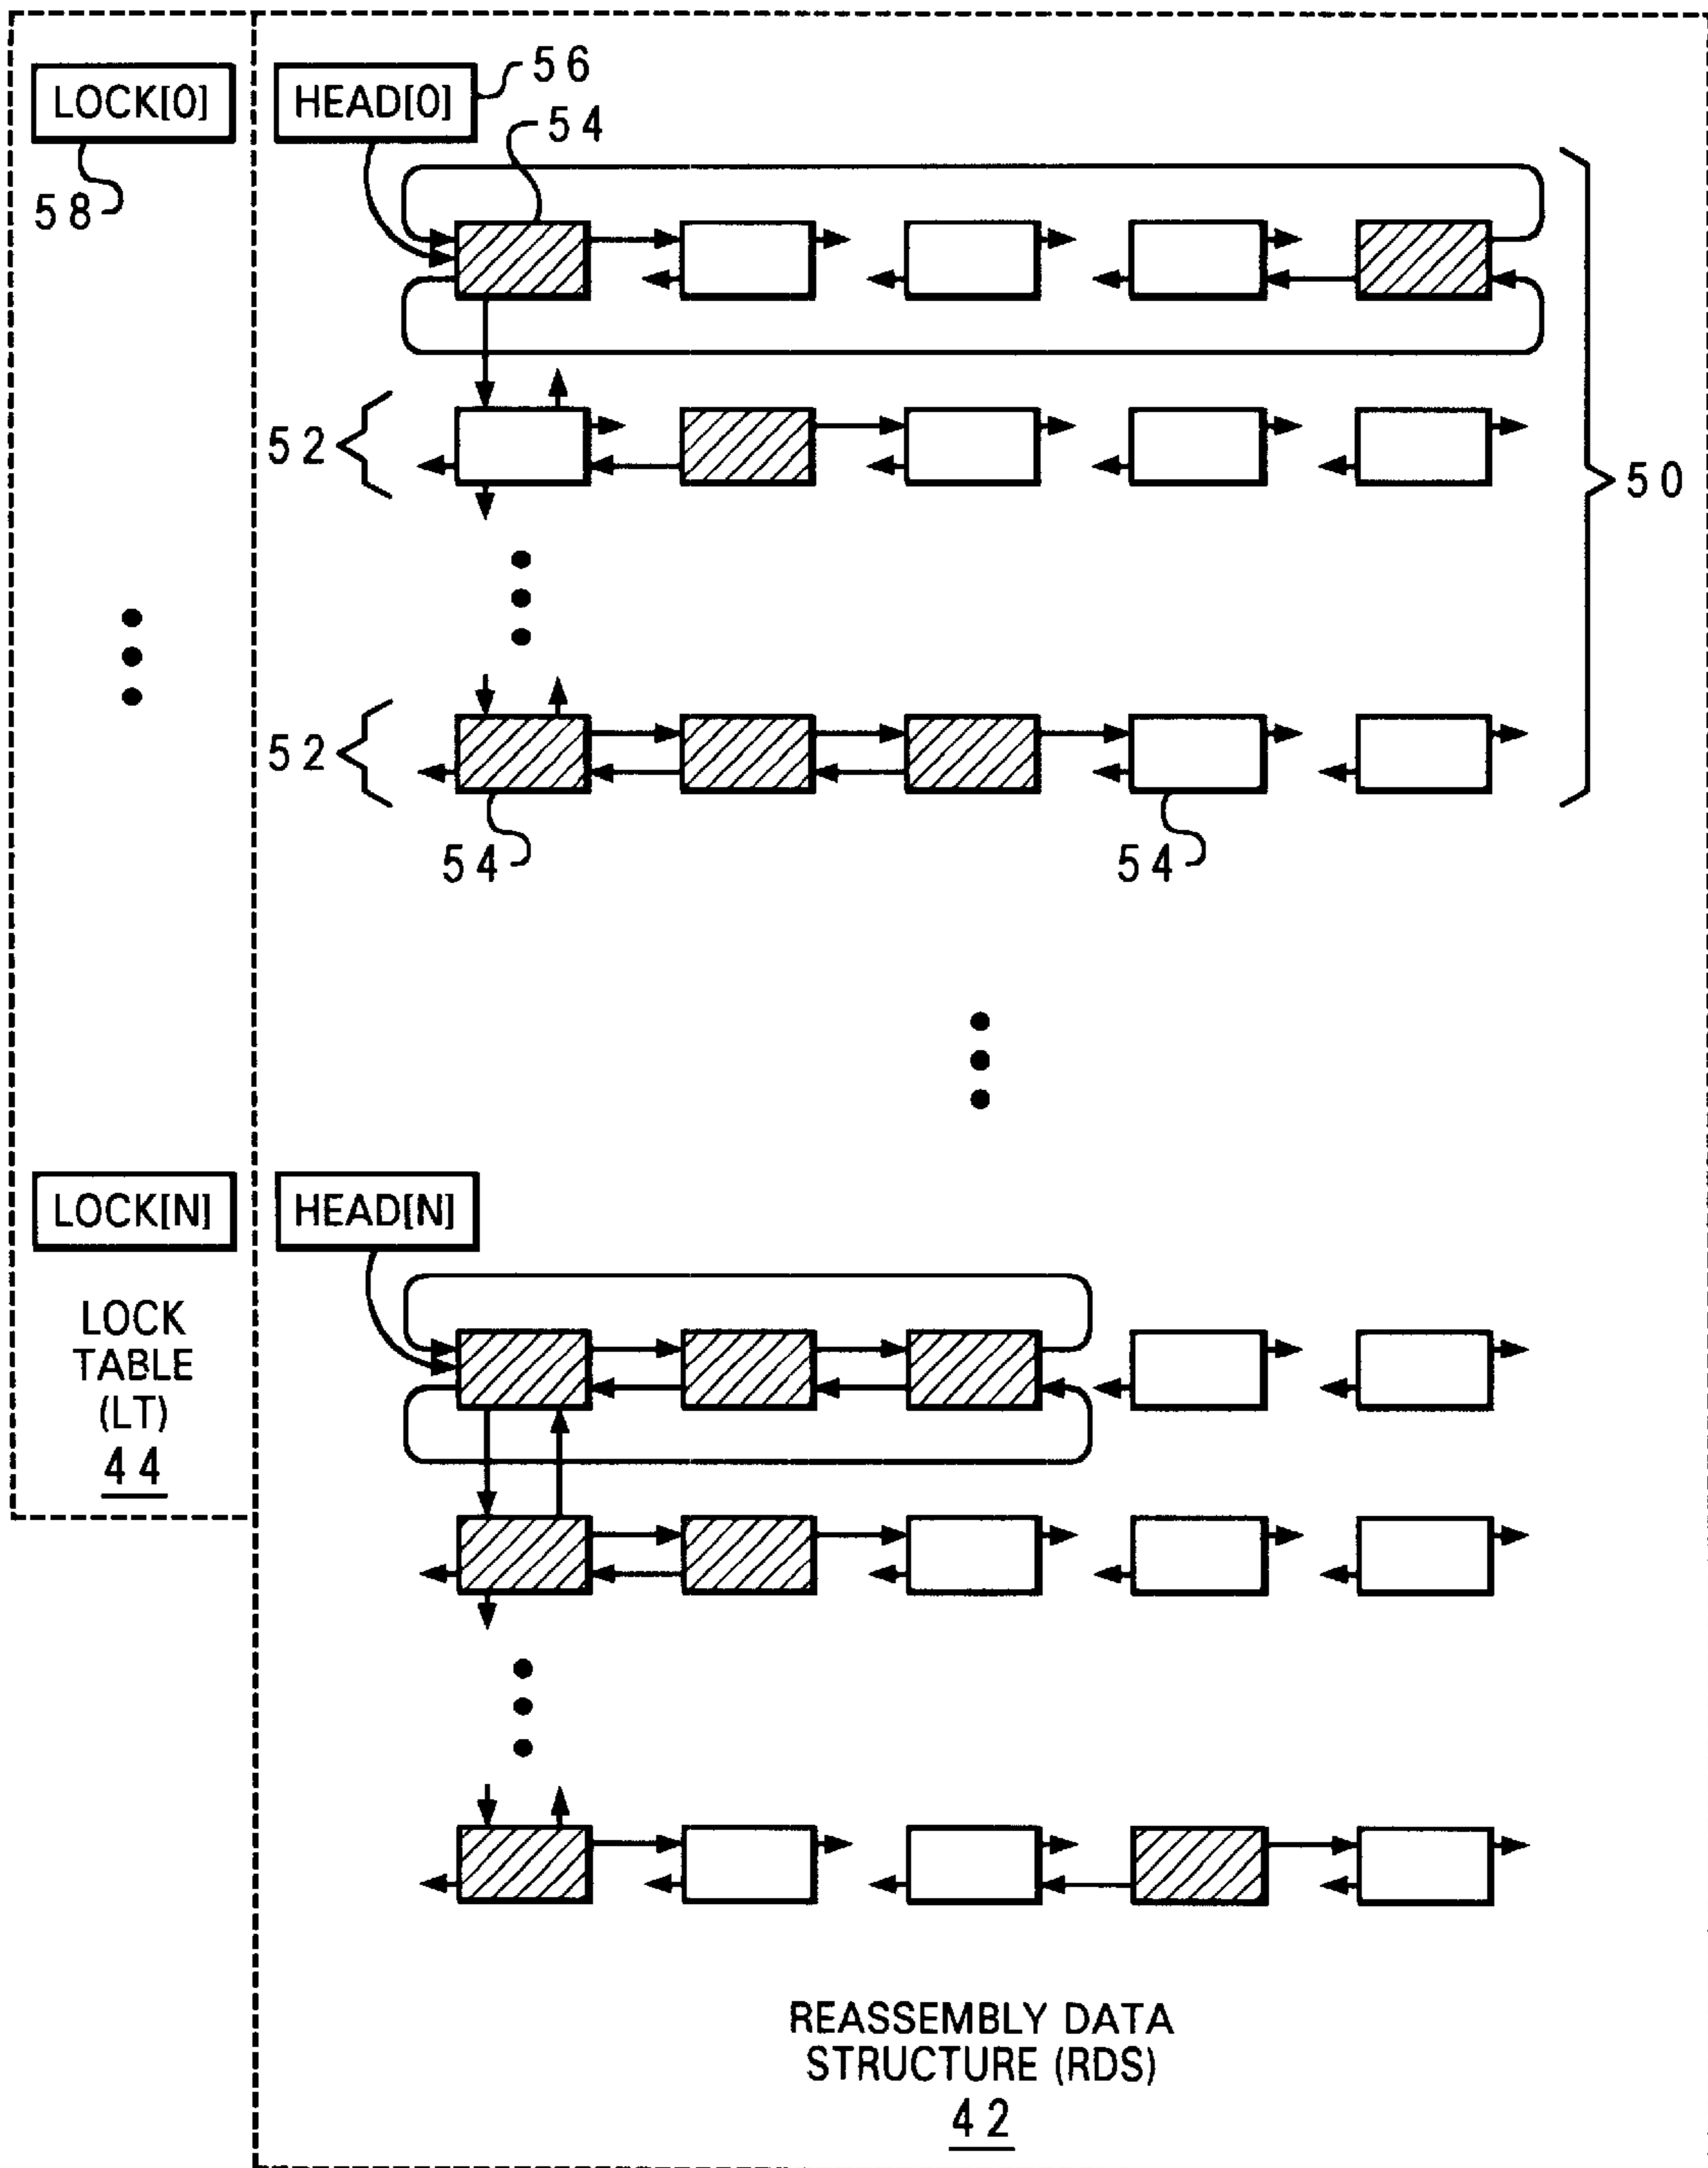 LOCK[0]
HEAD[0]
56
54
58
52
50
52
54
54
LOCK[N]
HEAD[N]
LOCK
TABLE
(LT)
44
REASSEMBLY DATA
STRUCTURE (RDS)
42